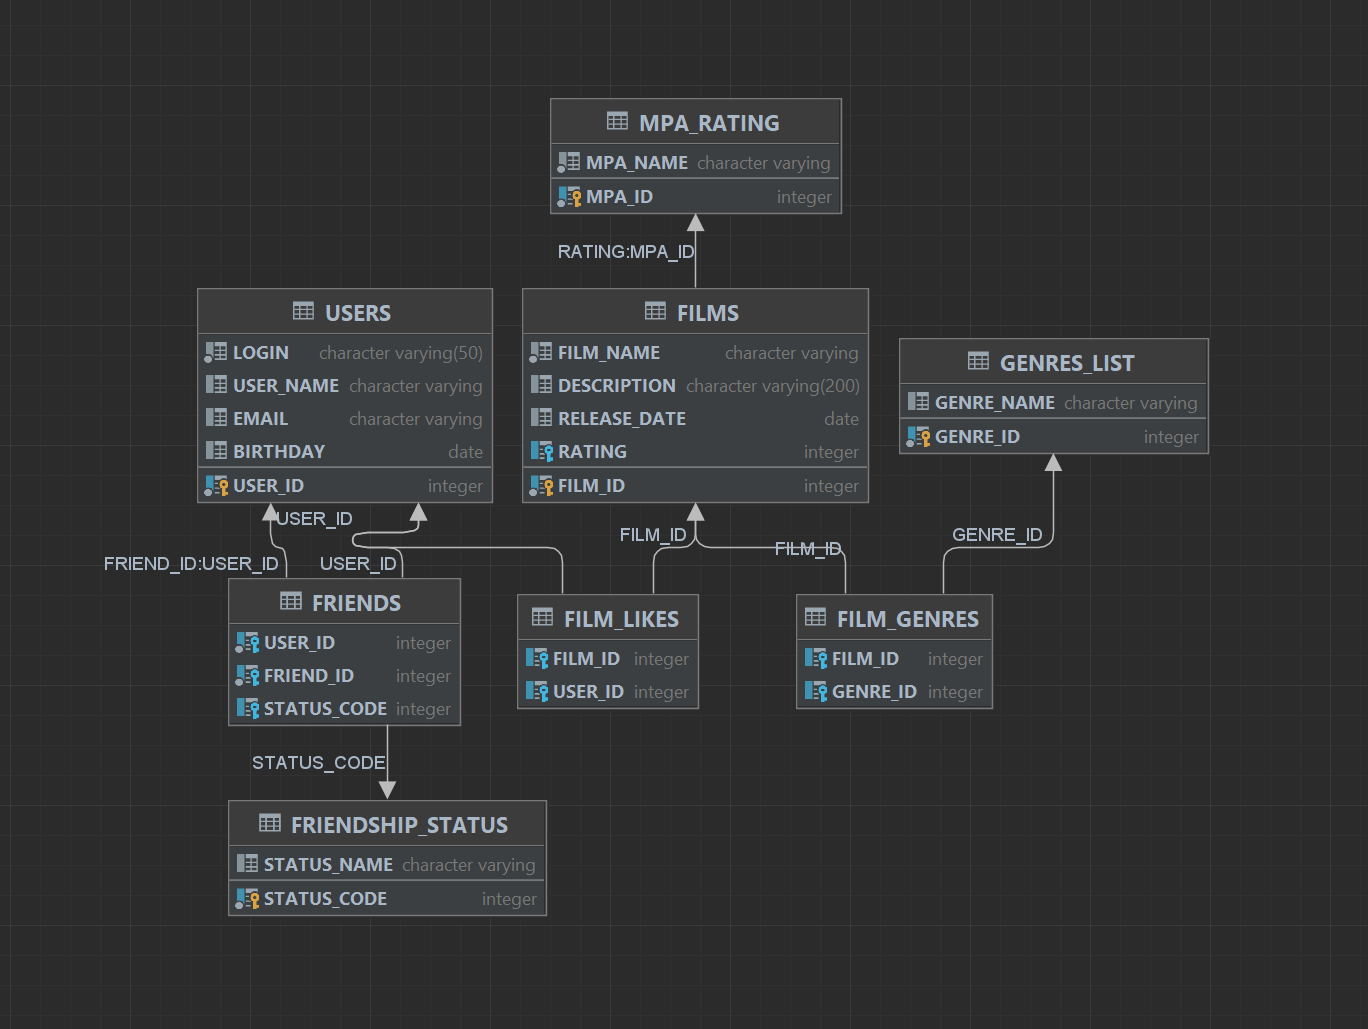 MPA_RATING
MPA_NAME character varying
MPA_ID integer
RATING:MPA_ID
USERS
LOGIN character varying(50)
USER_NAME character varying
EMAIL character varying
BIRTHDAY date
USER_ID integer
FILMS
FILM_NAME character varying
DESCRIPTION character varying(200)
RELEASE_DATE date
RATING integer
FILM_ID integer
GENRES_LIST
GENRE_NAME character varying
GENRE_ID integer
USER_ID
FILM_ID
GENRE_ID
FILM_ID
FRIEND_ID:USER_ID
USER_ID
FRIENDS
USER_ID integer
FRIEND_ID integer
STATUS_CODE integer
FILM_LIKES
FILM_ID integer
USER_ID integer
FILM_GENRES
FILM_ID integer
GENRE_ID integer
STATUS_CODE
FRIENDSHIP_STATUS
STATUS_NAME character varying
STATUS_CODE integer